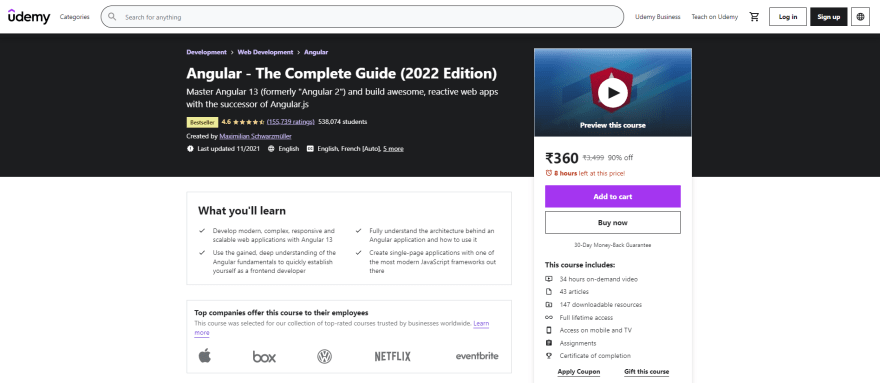 ûdemy
Categories
Search for anything
Udemy Business
Teach on Udemy
Log in
Sign up
Development > Web Development > Angular
Angular - The Complete Guide (2022 Edition)
Master Angular 13 (formerly "Angular 2") and build awesome, reactive web apps
with the successor of Angular.js
Bestseller 4.6 (155,739 ratings) 538,074 students
Created by Maximilian Schwarzmüller
Last updated 11/2021 English English, French [Auto], 5 more
Preview this course
₹360 ₹3,499 90% off
8 hours left at this price!
Add to cart
Buy now
30-Day Money-Back Guarantee
This course includes:
34 hours on-demand video
43 articles
147 downloadable resources
Full lifetime access
Access on mobile and TV
Assignments
Certificate of completion
Apply Coupon
Gift this course
What you'll learn
Develop modern, complex, responsive and
scalable web applications with Angular 13
Use the gained, deep understanding of the
Angular fundamentals to quickly establish
yourself as a frontend developer
Fully understand the architecture behind an
Angular application and how to use it
Create single-page applications with one of
the most modern JavaScript frameworks out
there
Top companies offer this course to their employees
This course was selected for our collection of top-rated courses trusted by businesses worldwide. Learn
more
box
NETFLIX
eventbrite